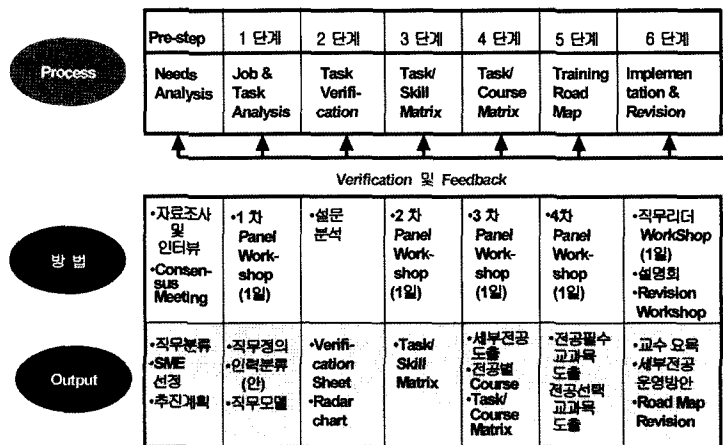 Pre-step
1 단계
2 단계
3 단계
4 단계
5 단계
6 단계
Process
Needs
Analysis
Job &
Task
Analysis
Task
Verifi-
cation
Task/
Skill
Matrix
Task/
Course
Matrix
Training
Road
Map
Implemen
tation &
Revision
Verification 및 Feedback
방 법
•자료조사
및
인터뷰
•Consen-
sus
Meeting
•1 차
Panel
Work-
shop
(1일)
•설문
분석
•2 차
Panel
Work-
shop
(1일)
•3 차
Panel
Work-
shop
(1일)
•4차
Panel
Work-
shop
(1일)
•직무리더
WorkShop
(1일)
•설명회
•Revision
Workshop
Output
•직무분류
•SME
선정
•추진계획
•직무정의
•인력분류
(안)
•직무모델
•Verifi-
cation
Sheet
•Radar
chart
•Task/
Skill
Matrix
•세부전공
도출
•전공별
Course
•Task/
Course
Matrix
•전공필수
교과목
도출
전공선택
교과목
도출
•교수 요목
•세부전공
운영방안
•Road Map
Revision